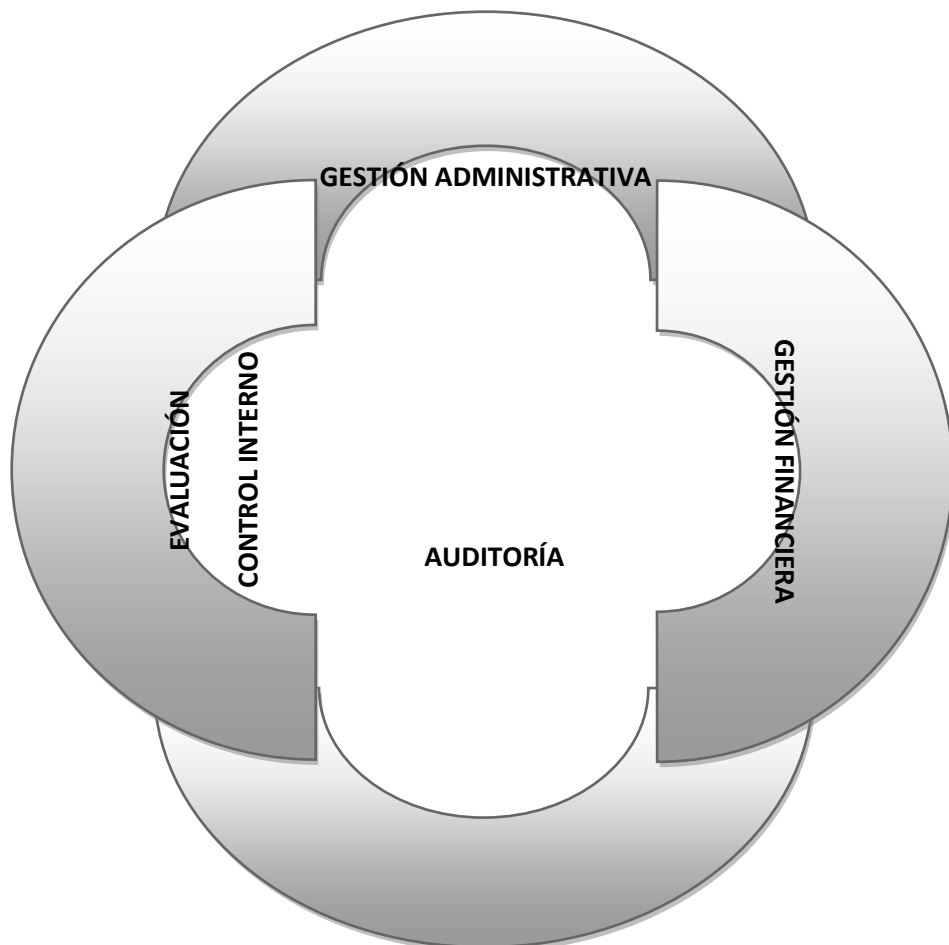 GESTIÓN ADMINISTRATIVA
EVALUACIÓN
CONTROL INTERNO
GESTIÓN FINANCIERA
AUDITORÍA